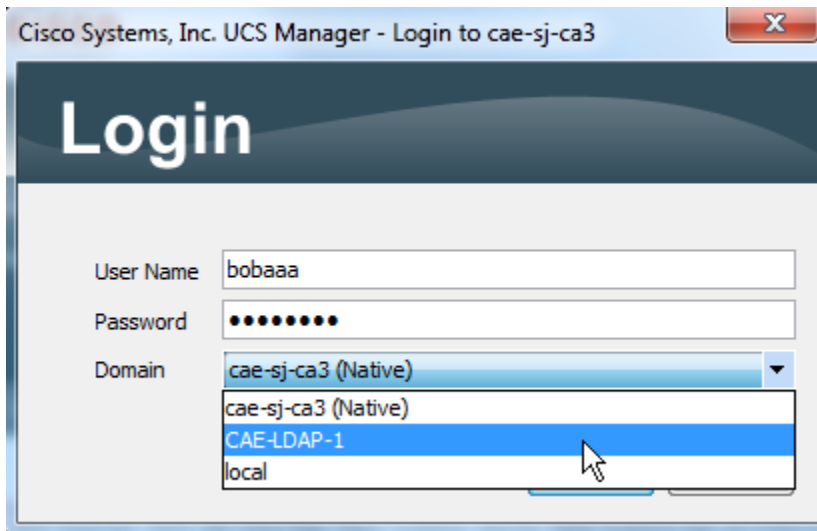 Cisco Systems, Inc. UCS Manager - Login to cae-sj-ca3
Login
User Name bobaaa
Password ●●●●●●●●
Domain cae-sj-ca3 (Native)
cae-sj-ca3 (Native)
CAE-LDAP-1
local